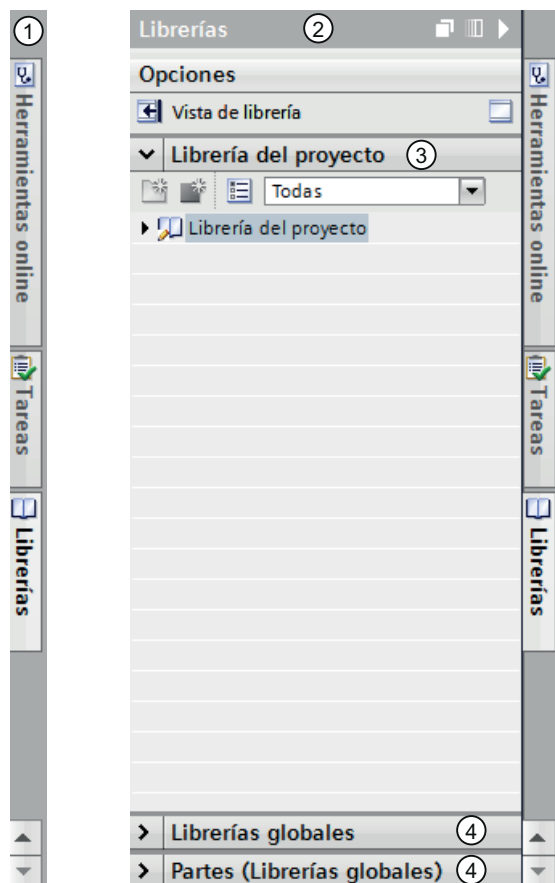 1
Herramientas online
Tareas
Librerías
Librerías 2
Opciones
Vista de librería
Librería del proyecto 3
Todas
Librería del proyecto
Librerías globales 4
Partes (Librerías globales) 4
Herramientas online
Tareas
Librerías